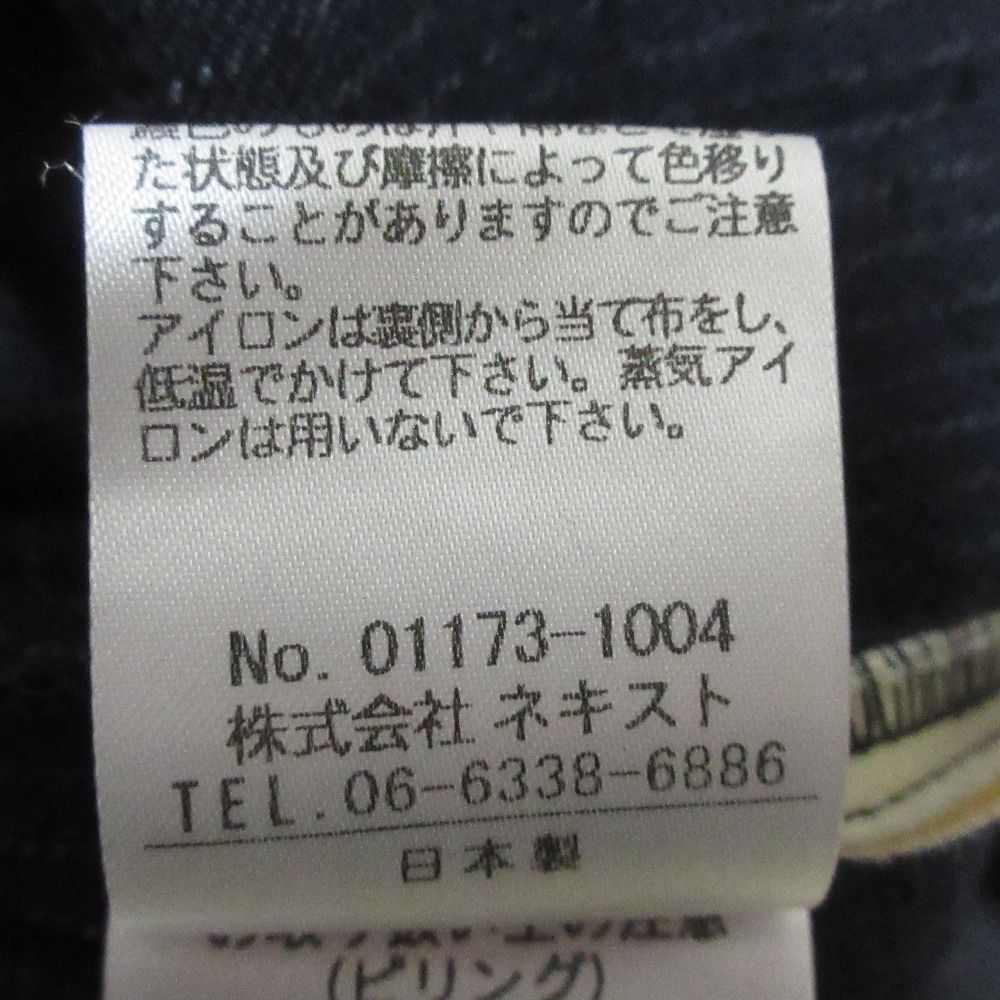 た状態及び摩擦によって色移り
することがありますのでご注意
下さい。
アイロンは裏側から当て布をし、
低温でかけて下さい。蒸気アイ
ロンは用いないで下さい。
No. 01173-1004
株式会社 ネキスト
TEL. 06-6338-6886
日本製
(ピリング)